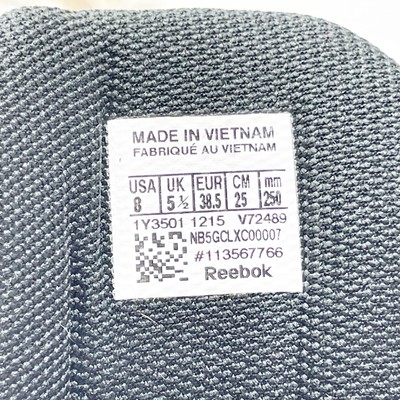 MADE IN VIETNAM
FABRIQUÉ AU VIETNAM
USA UK EUR CM mm
8 5 ½ 38.5 25 250
1Y3501 1215 V72489
NB5GCLXC00007
#113567766
Reebok